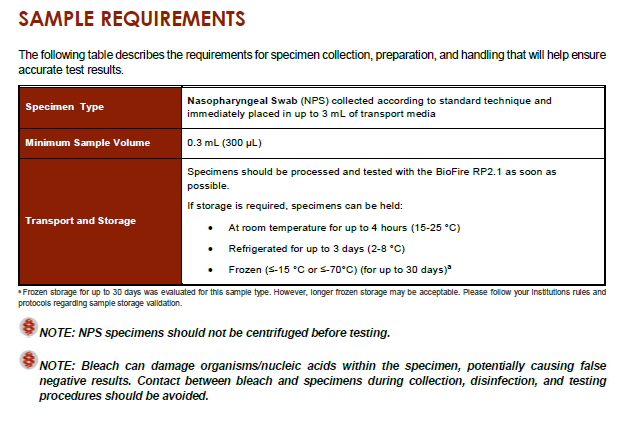 SAMPLE REQUIREMENTS
The following table describes the requirements for specimen collection, preparation, and handling that will help ensure
accurate test results.
Specimen Type
Nasopharyngeal Swab (NPS) collected according to standard technique and
immediately placed in up to 3 mL of transport media
Minimum Sample Volume
0.3 mL (300 µL)
Transport and Storage
Specimens should be processed and tested with the BioFire RP2.1 as soon as
possible.
If storage is required, specimens can be held:
• At room temperature for up to 4 hours (15-25 °C)
• Refrigerated for up to 3 days (2-8 °C)
• Frozen (≤-15 °C or ≤-70°C) (for up to 30 days)ª
ª Frozen storage for up to 30 days was evaluated for this sample type. However, longer frozen storage may be acceptable. Please follow your institutions rules and
protocols regarding sample storage validation.
NOTE: NPS specimens should not be centrifuged before testing.
NOTE: Bleach can damage organisms/nucleic acids within the specimen, potentially causing false
negative results. Contact between bleach and specimens during collection, disinfection, and testing
procedures should be avoided.